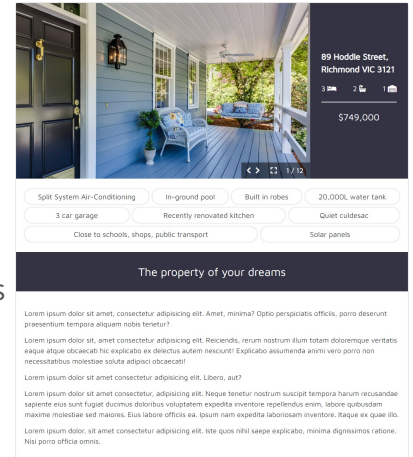 89 Hoddle Street,
Richmond VIC 3121
3 2 1
$749,000
1 / 12
Split System Air-Conditioning In-ground pool Built in robes 20,000L water tank
3 car garage Recently renovated kitchen Quiet culdesac
Close to schools, shops, public transport Solar panels
The property of your dreams
s
Lorem ipsum dolor sit amet, consectetur adipisicing elit. Amet, minima? Optio perspiciatis officiis, porro deserunt
praesentium tempora aliquam nobis tenetur?
Lorem ipsum dolor sit amet, consectetur adipisicing elit. Reiciendis, rerum nostrum illum totam doloremque veritatis
eaque atque obcaecati hic explicabo ex delectus autem nesciunt! Explicabo assumenda animi vero porro non
necessitatibus molestiae soluta adipisci obcaecati!
Lorem ipsum dolor sit amet consectetur adipisicing elit. Libero, aut?
Lorem ipsum dolor sit amet consectetur, adipisicing elit. Neque tenetur nostrum suscipit tempora harum recusandae
sapiente eius sunt fugiat ducimus doloribus voluptatem expedita inventore repellendus enim, labore quibusdam
maxime molestiae sed maiores. Eius labore officiis ea. Ipsum nam expedita laboriosam inventore. Itaque ex quae illo.
Lorem ipsum dolor, sit amet consectetur adipisicing elit. Iste quos nihil saepe explicabo, minima dignissimos ratione.
Nisi porro officia omnis.